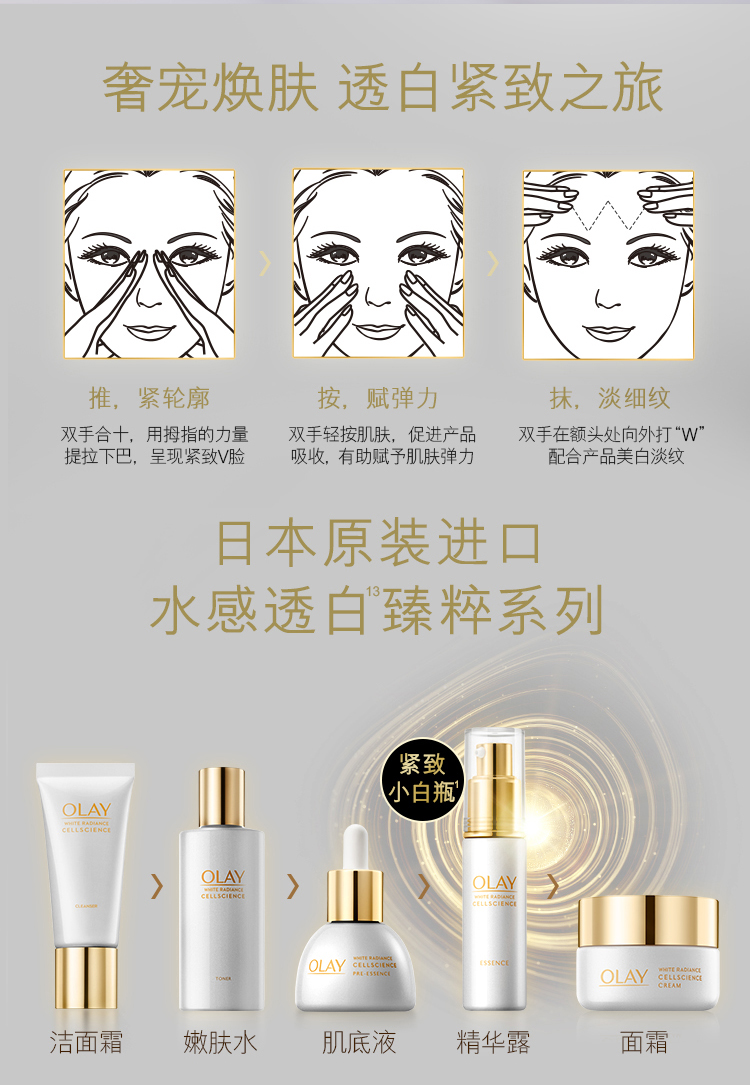 奢宠焕肤 透白紧致之旅
推，紧轮廓
双手合十，用拇指的力量
提拉下巴，呈现紧致V脸
按，赋弹力
双手轻按肌肤，促进产品
吸收，有助赋予肌肤弹力
抹，淡细纹
双手在额头处向外打“W”
配合产品美白淡纹
日本原装进口
水感透白13臻粹系列
紧致
小白瓶1
OLAY
WHITE RADIANCE
CELLSCIENCE
CLEANSER
OLAY
WHITE RADIANCE
CELLSCIENCE
TONER
OLAY
WHITE RADIANCE
CELLSCIENCE
PRE-ESSENCE
OLAY
WHITE RADIANCE
CELLSCIENCE
ESSENCE
OLAY
WHITE RADIANCE
CELLSCIENCE
CREAM
洁面霜
嫩肤水
肌底液
精华露
面霜